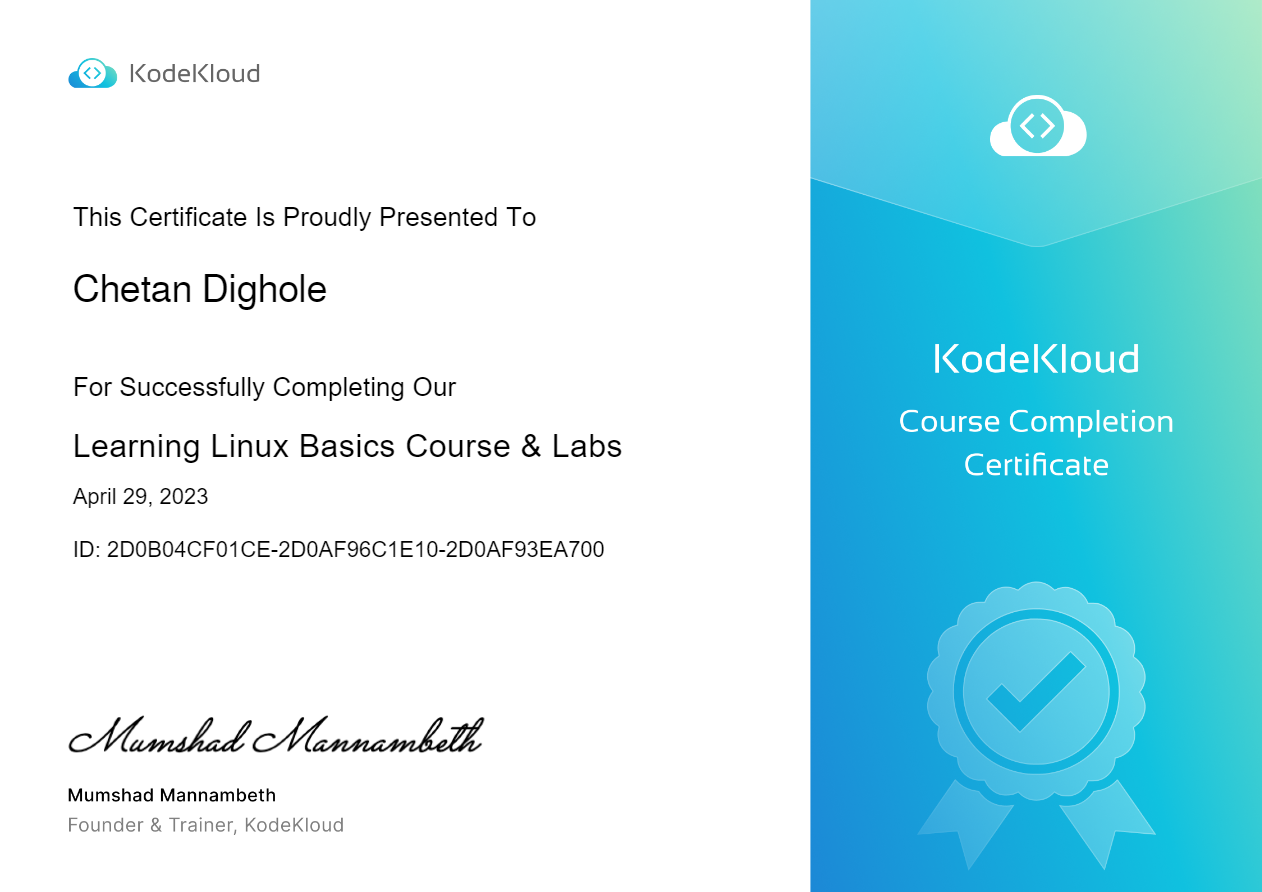 KodeKloud
This Certificate Is Proudly Presented To
Chetan Dighole
For Successfully Completing Our
Learning Linux Basics Course & Labs
April 29, 2023
ID: 2D0B04CF01CE-2D0AF96C1E10-2D0AF93EA700
Mumshad Mannambeth
Mumshad Mannambeth
Founder & Trainer, KodeKloud
KodeKloud
Course Completion
Certificate